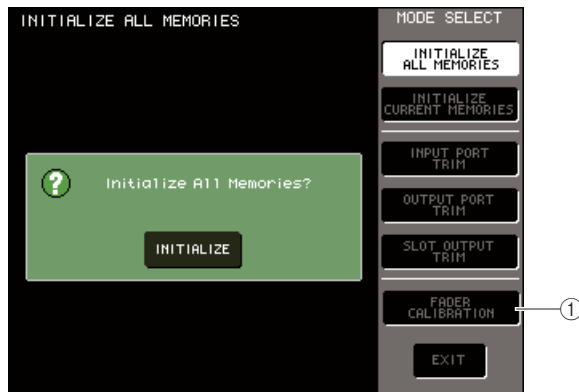 INITIALIZE ALL MEMORIES
Initialize All Memories?
INITIALIZE
MODE SELECT
INITIALIZE
ALL MEMORIES
INITIALIZE
CURRENT MEMORIES
INPUT PORT
TRIM
OUTPUT PORT
TRIM
SLOT OUTPUT
TRIM
FADER
CALIBRATION
EXIT
①